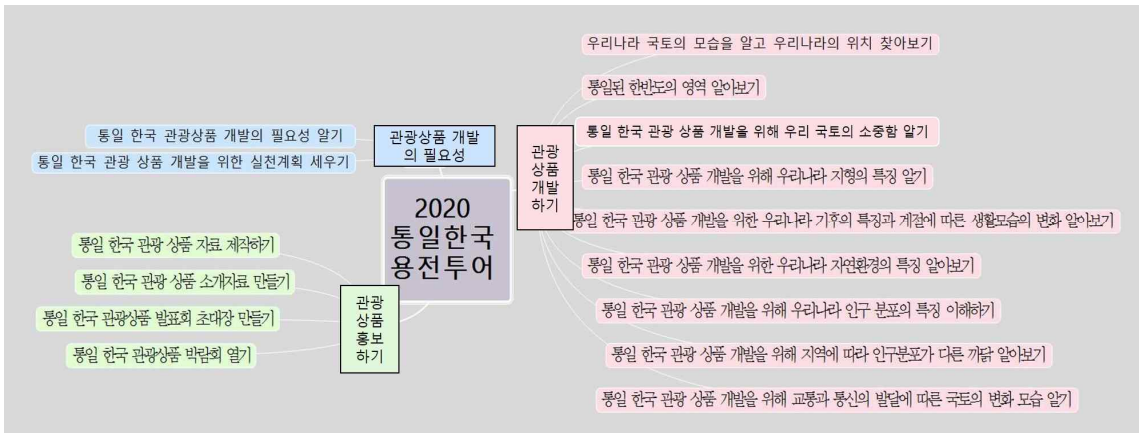 2020
통일한국
용전투어
관광상품 개발
의 필요성
통일 한국 관광상품 개발의 필요성 알기
통일 한국 관광 상품 개발을 위한 실천계획 세우기
관광
상품
개발
하기
우리나라 국토의 모습을 알고 우리나라의 위치 찾아보기
통일된 한반도의 영역 알아보기
통일 한국 관광 상품 개발을 위해 우리 국토의 소중함 알기
통일 한국 관광 상품 개발을 위해 우리나라 지형의 특징 알기
통일 한국 관광 상품 개발을 위한 우리나라 기후의 특징과 계절에 따른 생활모습의 변화 알아보기
통일 한국 관광 상품 개발을 위한 우리나라 자연환경의 특징 알아보기
통일 한국 관광 상품 개발을 위해 우리나라 인구 분포의 특징 이해하기
통일 한국 관광 상품 개발을 위해 지역에 따라 인구분포가 다른 까닭 알아보기
통일 한국 관광 상품 개발을 위해 교통과 통신의 발달에 따른 국토의 변화 모습 알기
관광
상품
홍보
하기
통일 한국 관광 상품 자료 제작하기
통일 한국 관광 상품 소개자료 만들기
통일 한국 관광상품 발표회 초대장 만들기
통일 한국 관광상품 박람회 열기